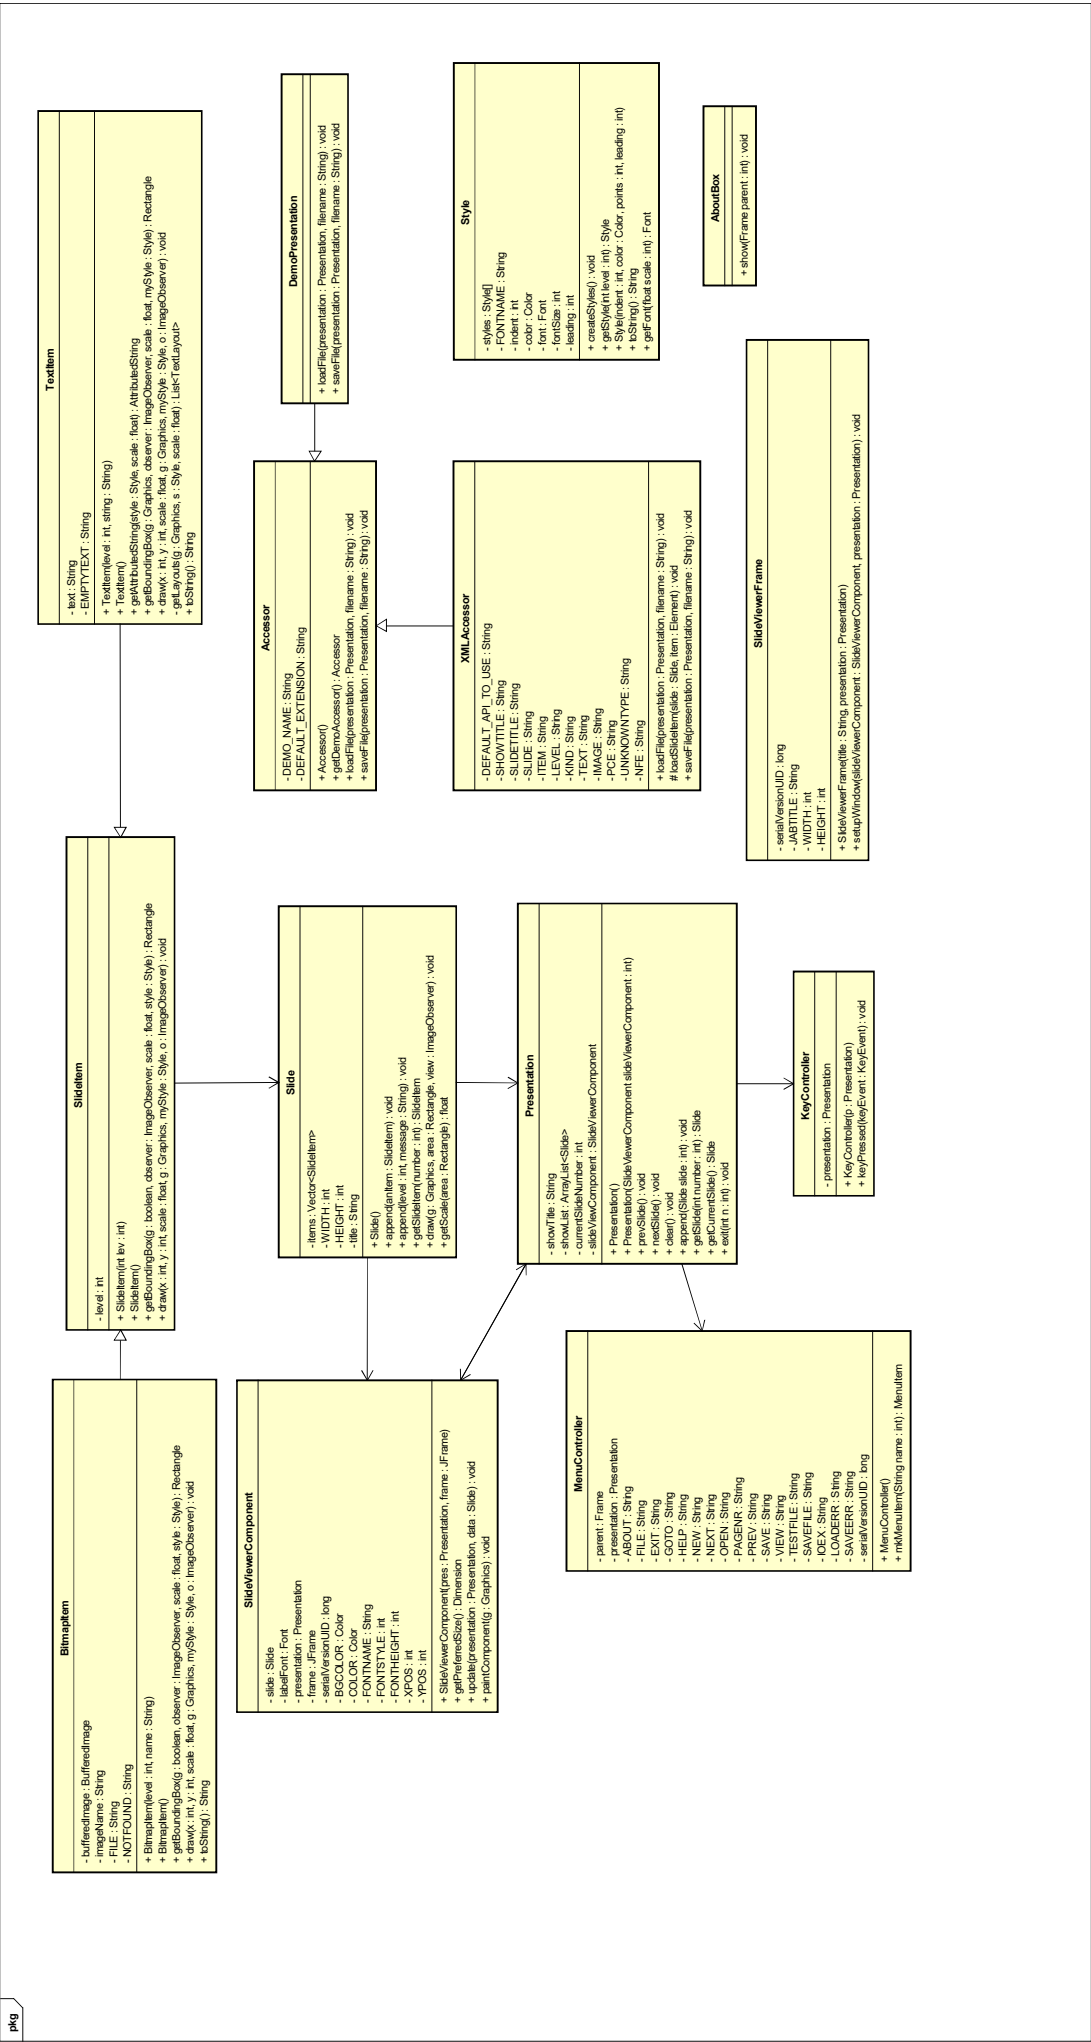 pkg
BitmapItem
- bufferedImage : BufferedImage
- imageName : String
- FILE : String
- NOTFOUND : String
+ BitmapItem(level : int, name : String)
+ BitmapItem()
+ getBoundingBox(g : boolean, observer : ImageObserver, scale : float, style : Style) : Rectangle
+ draw(x : int, y : int, scale : float, g : Graphics, myStyle : Style, o : ImageObserver) : void
+ toString() : String
SlideItem
- level : int
+ SlideItem(int lev : int)
+ SlideItem()
+ getBoundingBox(g : boolean, observer : ImageObserver, scale : float, style : Style) : Rectangle
+ draw(x : int, y : int, scale : float, g : Graphics, myStyle : Style, o : ImageObserver) : void
TextItem
- text : String
- EMPTYTEXT : String
+ TextItem(level : int, string : String)
+ TextItem()
+ getAttributedString(style : Style, scale : float) : AttributedString
+ getBoundingBox(g : Graphics, observer : ImageObserver, scale : float, myStyle : Style) : Rectangle
+ draw(x : int, y : int, scale : float, g : Graphics, myStyle : Style, o : ImageObserver) : void
- getLayouts(g : Graphics, s : Style, scale : float) : List<TextLayout>
+ toString() : String
SlideViewerComponent
- slide : Slide
- labelFont : Font
- presentation : Presentation
- frame : JFrame
- serialVersionUID : long
- BGCOLOR : Color
- COLOR : Color
- FONTNAME : String
- FONTSTYLE : int
- FONTHEIGHT : int
- XPOS : int
- YPOS : int
+ SlideViewerComponent(pres : Presentation, frame : JFrame)
+ getPreferredSize() : Dimension
+ update(presentation : Presentation, data : Slide) : void
+ paintComponent(g : Graphics) : void
Slide
- items : Vector<SlideItem>
- WIDTH : int
- HEIGHT : int
- title : String
+ Slide()
+ append(anItem : SlideItem) : void
+ append(level : int, message : String) : void
+ getSlideItem(number : int) : SlideItem
+ draw(g : Graphics, area : Rectangle, view : ImageObserver) : void
+ getScale(area : Rectangle) : float
Accessor
- DEMO_NAME : String
- DEFAULT_EXTENSION : String
+ Accessor()
+ getDemoAccessor() : Accessor
+ loadFile(presentation : Presentation, filename : String) : void
+ saveFile(presentation : Presentation, filename : String) : void
DemoPresentation
+ loadFile(presentation : Presentation, filename : String) : void
+ saveFile(presentation : Presentation, filename : String) : void
MenuController
- parent : Frame
- presentation : Presentation
- ABOUT : String
- FILE : String
- EXIT : String
- GOTO : String
- HELP : String
- NEW : String
- NEXT : String
- OPEN : String
- PAGENR : String
- PREV : String
- SAVE : String
- VIEW : String
- TESTFILE : String
- SAVEFILE : String
- IOEX : String
- LOADERR : String
- SAVEERR : String
- serialVersionUID : long
+ MenuController()
+ mkMenuItem(String name : int) : MenuItem
Presentation
- showTitle : String
- showList : ArrayList<Slide>
- currentSlideNumber : int
- slideViewComponent : SlideViewerComponent
+ Presentation()
+ Presentation(SlideViewerComponent slideViewerComponent : int)
+ prevSlide() : void
+ nextSlide() : void
+ clear() : void
+ append(Slide slide : int) : void
+ getSlide(int number : int) : Slide
+ getCurrentSlide() : Slide
+ exit(int n : int) : void
XMLAccessor
- DEFAULT_API_TO_USE : String
- SHOWTITLE : String
- SLIDETITLE : String
- SLIDE : String
- ITEM : String
- LEVEL : String
- KIND : String
- TEXT : String
- IMAGE : String
- PCE : String
- UNKNOWNTYPE : String
- NFE : String
+ loadFile(presentation : Presentation, filename : String) : void
# loadSlideItem(slide : Slide, item : Element) : void
+ saveFile(presentation : Presentation, filename : String) : void
Style
- styles : Style[]
- FONTNAME : String
- indent : int
- color : Color
- font : Font
- fontSize : int
- leading : int
+ createStyles() : void
+ getStyle(int level : int) : Style
+ Style(indent : int, color : Color, points : int, leading : int)
+ toString() : String
+ getFont(float scale : int) : Font
KeyController
- presentation : Presentation
+ KeyController(p : Presentation)
+ keyPressed(keyEvent : KeyEvent) : void
SlideViewerFrame
- serialVersionUID : long
- JABTITLE : String
- WIDTH : int
- HEIGHT : int
+ SlideViewerFrame(title : String, presentation : Presentation)
+ setupWindow(slideViewerComponent : SlideViewerComponent, presentation : Presentation) : void
AboutBox
+ show(Frame parent : int) : void